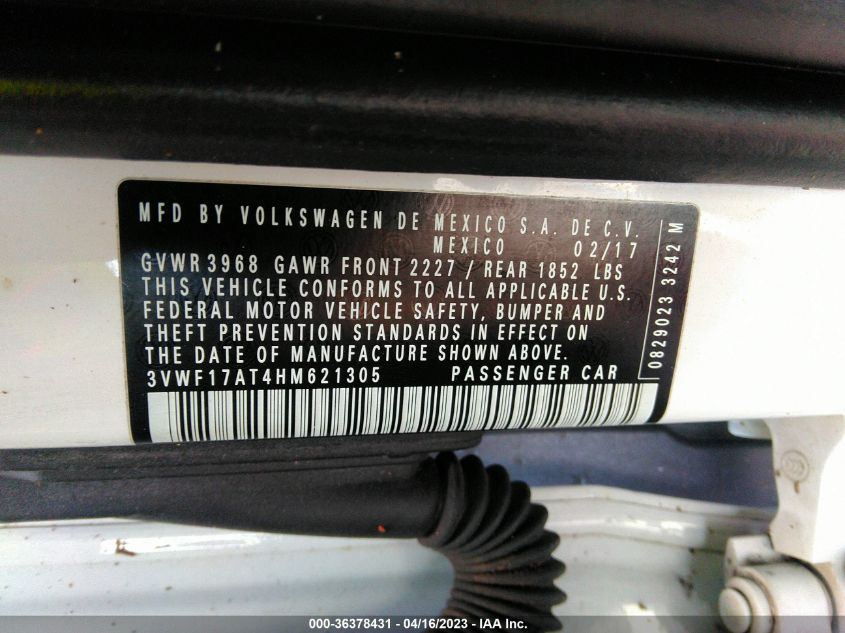 MFD BY VOLKSWAGEN DE MEXICO S.A. DE C.V.
MEXICO 02/17
GVWR 3968 GAWR FRONT 2227 / REAR 1852 LBS
THIS VEHICLE CONFORMS TO ALL APPLICABLE U.S.
FEDERAL MOTOR VEHICLE SAFETY, BUMPER AND
THEFT PREVENTION STANDARDS IN EFFECT ON
THE DATE OF MANUFACTURE SHOWN ABOVE.
3VWF17AT4HM621305 PASSENGER CAR
0829023 3242 M
000-36378431 - 04/16/2023 - IAA Inc.